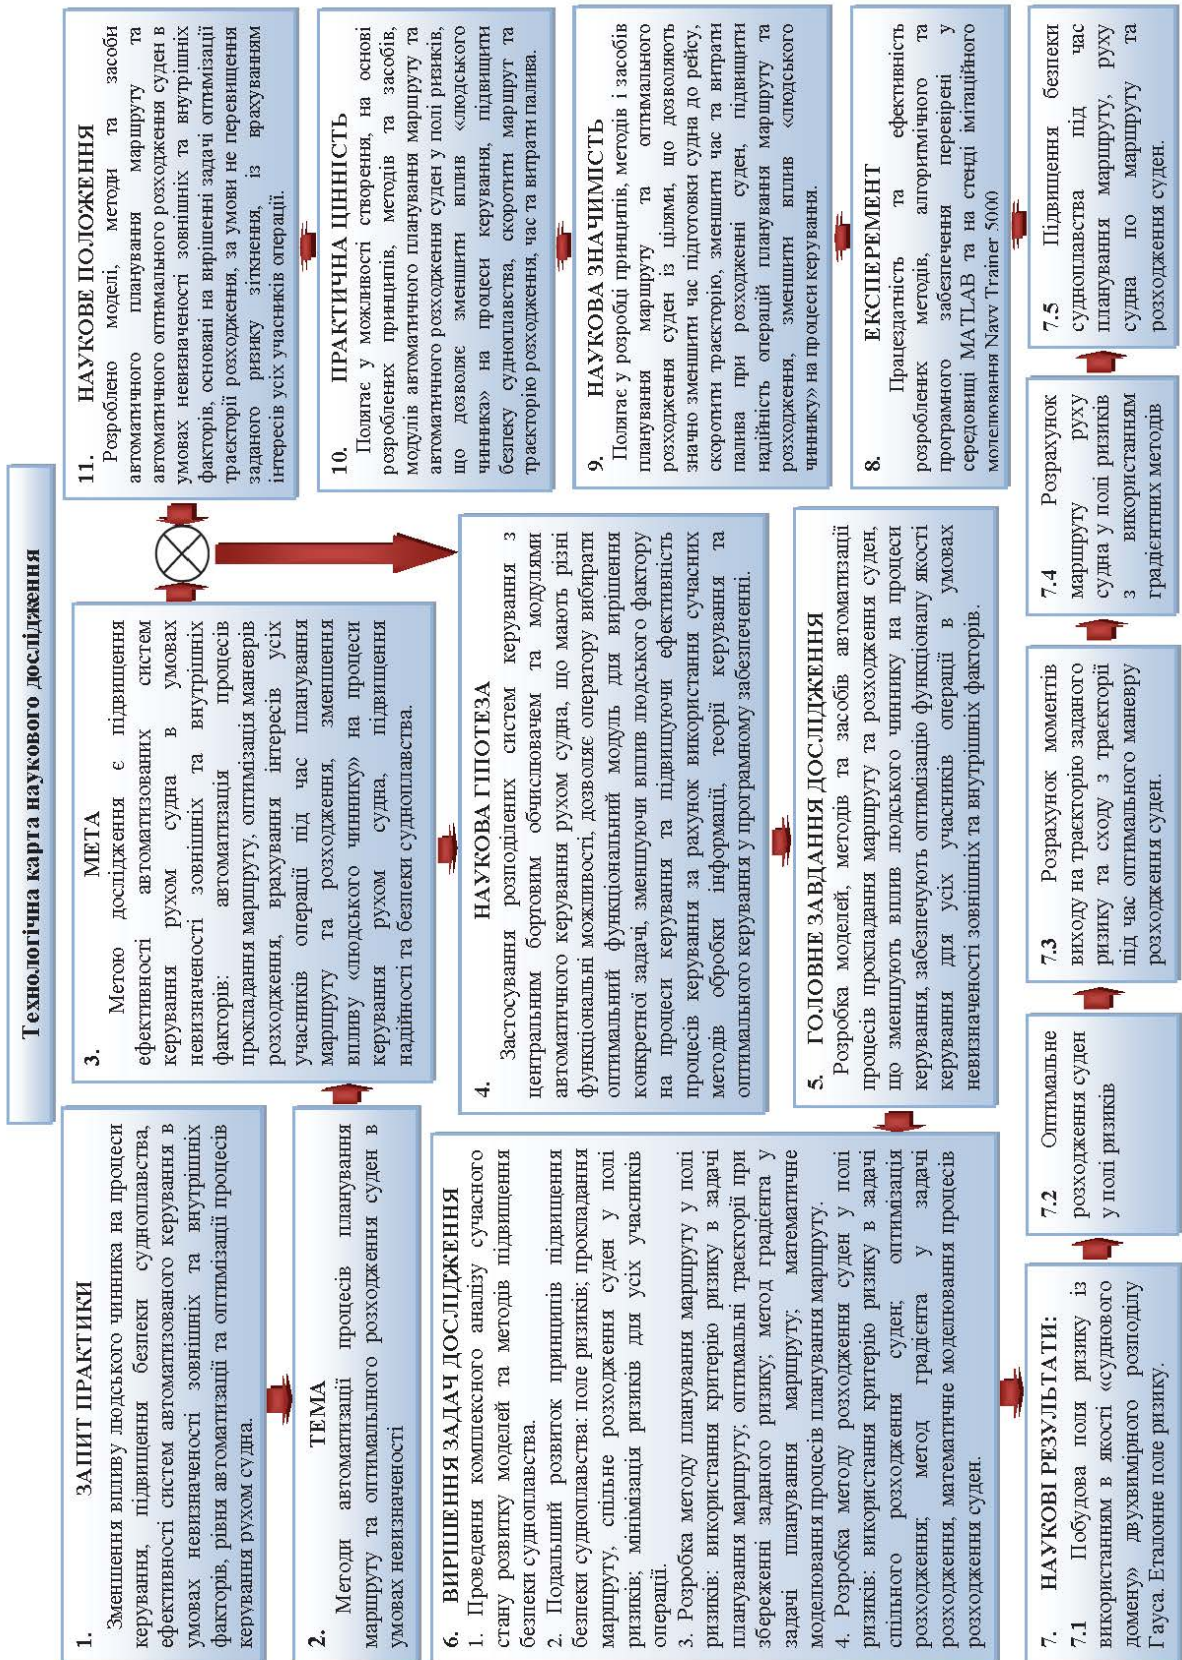 Технологічна карта наукового дослідження
1. ЗАПИТ ПРАКТИКИ
Зменшення впливу людського чинника на процеси
керування, підвищення безпеки судноплавства,
ефективності систем автоматизованого керування в
умовах невизначеності зовнішніх та внутрішніх
факторів, рівня автоматизації та оптимізації процесів
керування рухом судна.
2. ТЕМА
Методи автоматизації процесів планування
маршруту та оптимального розходження суден в
умовах невизначеності
3. МЕТА
Метою дослідження є підвищення
ефективності автоматизованих систем
керування рухом судна в умовах
невизначеності зовнішніх та внутрішніх
факторів: автоматизація процесів
прокладання маршруту, оптимізація маневрів
розходження, врахування інтересів усіх
учасників операції під час планування
маршруту та розходження, зменшення
впливу «людського чиннику» на процеси
керування рухом судна, підвищення
надійності та безпеки судноплавства.
4. НАУКОВА ГІПОТЕЗА
Застосування розподілених систем керування з
центральним бортовим обчислювачем та модулями
автоматичного керування рухом судна, що мають різні
функціональні можливості, дозволяє оператору вибирати
оптимальний функціональний модуль для вирішення
конкретної задачі, зменшуючи вплив людського фактору
на процеси керування та підвищуючи ефективність
процесів керування за рахунок використання сучасних
методів обробки інформації, теорії керування та
оптимального керування у програмному забезпеченні.
5. ГОЛОВНЕ ЗАВДАННЯ ДОСЛІДЖЕННЯ
Розробка моделей, методів та засобів автоматизації
процесів прокладання маршруту та розходження суден,
що зменшують вплив людського чиннику на процеси
керування, забезпечують оптимізацію функціоналу якості
керування для усіх учасників операції в умовах
невизначеності зовнішніх та внутрішніх факторів.
6. ВИРІШЕННЯ ЗАДАЧ ДОСЛІДЖЕННЯ
1. Проведення комплексного аналізу сучасного
стану розвитку моделей та методів підвищення
безпеки судноплавства.
2. Подальший розвиток принципів підвищення
безпеки судноплавства: поле ризиків; прокладання
маршруту, спільне розходження суден у полі
ризиків; мінімізація ризиків для усіх учасників
операції.
3. Розробка методу планування маршруту у полі
ризиків: використання критерію ризику в задачі
планування маршруту; оптимальні траєкторії при
збереженні заданого ризику; метод градієнта у
задачі планування маршруту; математичне
моделювання процесів планування маршруту.
4. Розробка методу розходження суден у полі
ризиків: використання критерію ризику в задачі
спільного розходження суден; оптимізація
розходження; метод градієнта у задачі
розходження, математичне моделювання процесів
розходження суден.
7. НАУКОВІ РЕЗУЛЬТАТИ:
7.1 Побудова поля ризику із
використанням в якості «суднового
домену» двухвимірного розподілу
Гауса. Еталонне поле ризику.
7.2 Оптимальне
розходження суден
у полі ризиків
7.3 Розрахунок моментів
виходу на траєкторію заданого
ризику та сходу з траєкторії
під час оптимального маневру
розходження суден.
7.4 Розрахунок
маршруту руху
судна у полі ризиків
з використанням
градієнтних методів
7.5 Підвищення безпеки
судноплавства під час
планування маршруту, руху
судна по маршруту та
розходження суден.
8. ЕКСПЕРЕМЕНТ
Працездатність та ефективність
розроблених методів, алгоритмічного та
програмного забезпечення перевірені у
середовищі MATLAB та на стенді імітаційного
моделювання Navy Trainer 5000
9. НАУКОВА ЗНАЧИМІСТЬ
Полягає у розробці принципів, методів і засобів
планування маршруту та оптимального
розходження суден із цілями, що дозволяють
значно зменшити час підготовки судна до рейсу,
скоротити траєкторію, зменшити час та витрати
палива при розходженні суден, підвищити
надійність операцій планування маршруту та
розходження, зменшити вплив «людського
чиннику» на процеси керування.
10. ПРАКТИЧНА ЦІННІСТЬ
Полягає у можливості створення, на основі
розроблених принципів, методів та засобів,
модулів автоматичного планування маршруту та
автоматичного розходження суден у полі ризиків,
що дозволяє зменшити вплив «людського
чинника» на процеси керування, підвищити
безпеку судноплавства, скоротити маршрут та
траєкторію розходження, час та витрати палива.
11. НАУКОВЕ ПОЛОЖЕННЯ
Розроблено моделі, методи та засоби
автоматичного планування маршруту та
автоматичного оптимального розходження суден в
умовах невизначеності зовнішніх та внутрішніх
факторів, основані на вирішенні задачі оптимізації
траєкторії розходження, за умови не перевищення
заданого ризику зіткнення, із врахуванням
інтересів усіх учасників операції.